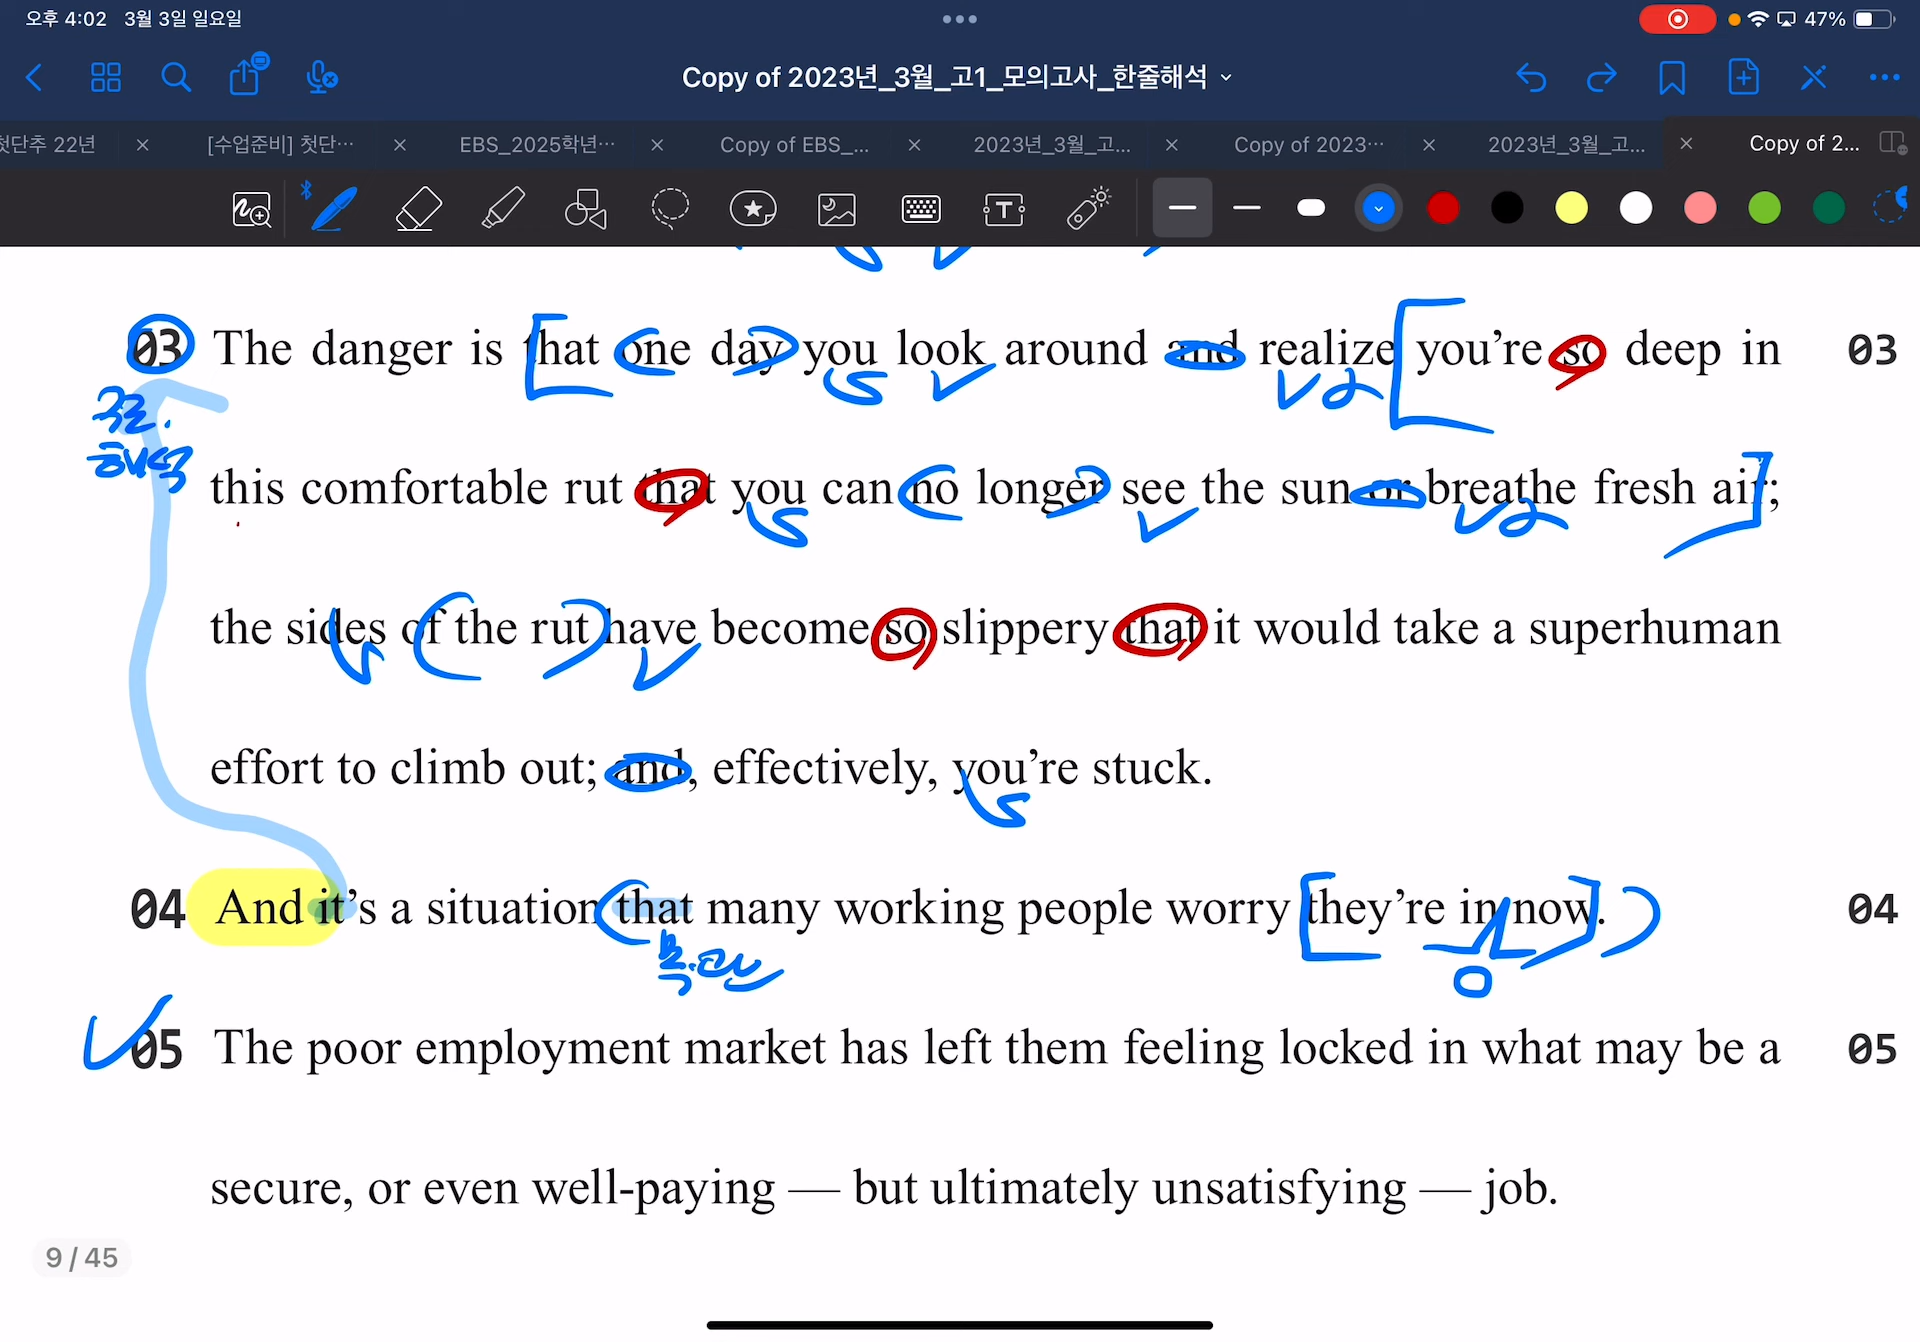 오후 4:02 3월 3일 일요일
47%
Copy of 2023년_3월_고1_모의고사_한줄해석
첫단추 22년
[수업준비] 첫단…
EBS_2025학년…
Copy of EBS_...
2023년_3월_고...
Copy of 2023…
2023년_3월_고...
Copy of 2...
03 The danger is that one day you look around and realize you're so deep in 03
구문.
해석
this comfortable rut that you can no longer see the sun or breathe fresh air;
the sides of the rut have become so slippery that it would take a superhuman
effort to climb out; and, effectively, you're stuck.
04 And it's a situation that many working people worry they're in now. 04
목.관
05 The poor employment market has left them feeling locked in what may be a 05
secure, or even well-paying — but ultimately unsatisfying — job.
9 / 45